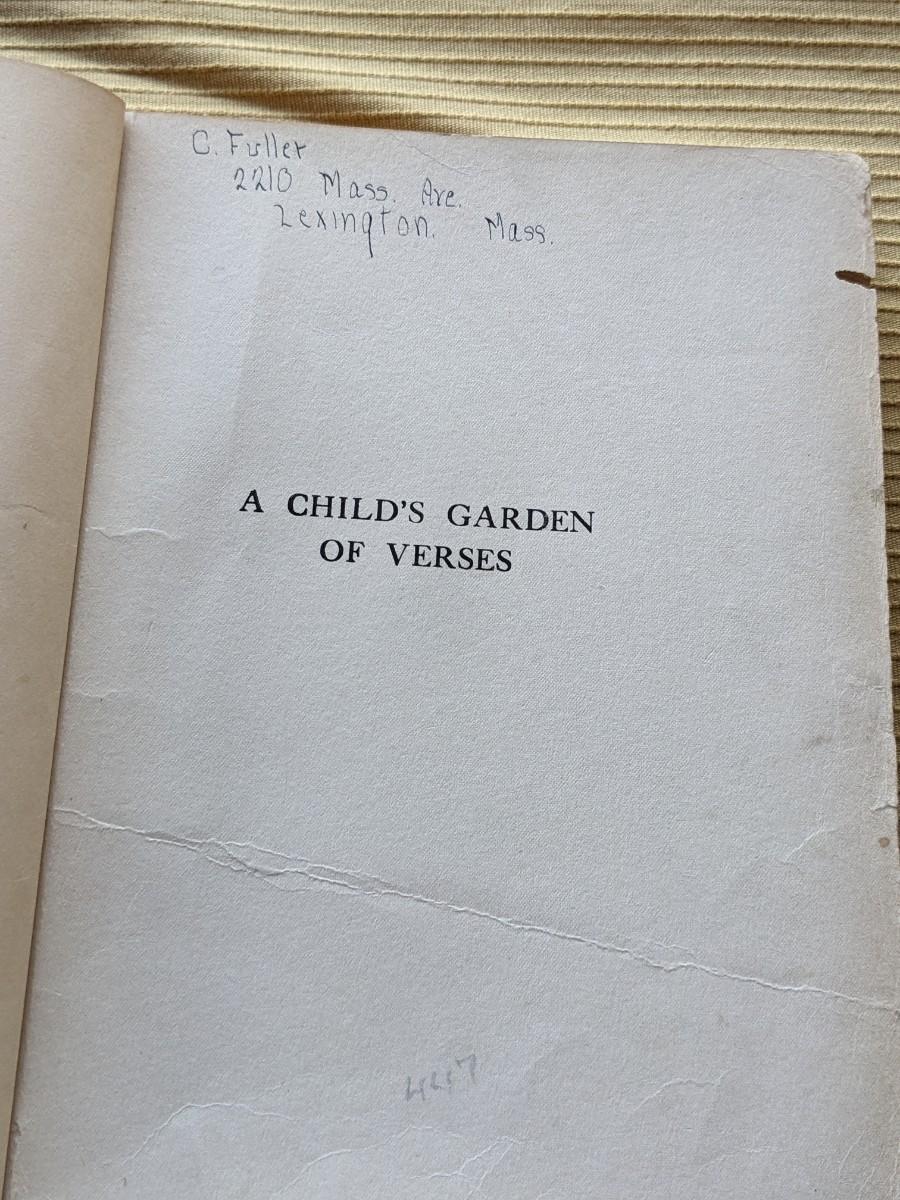 C. Fuller
2210 Mass. Ave.
Lexington. Mass.
A CHILD'S GARDEN
OF VERSES